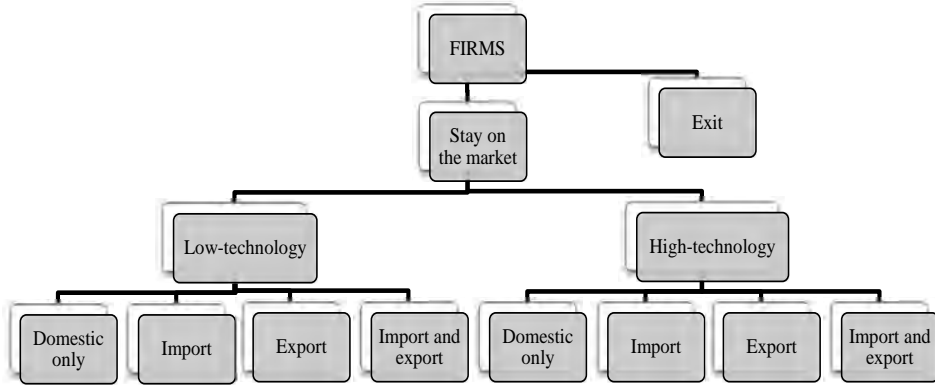 FIRMS
Stay on
the market
Exit
Low-technology
High-technology
Domestic
only
Import
Export
Import and
export
Domestic
only
Import
Export
Import and
export